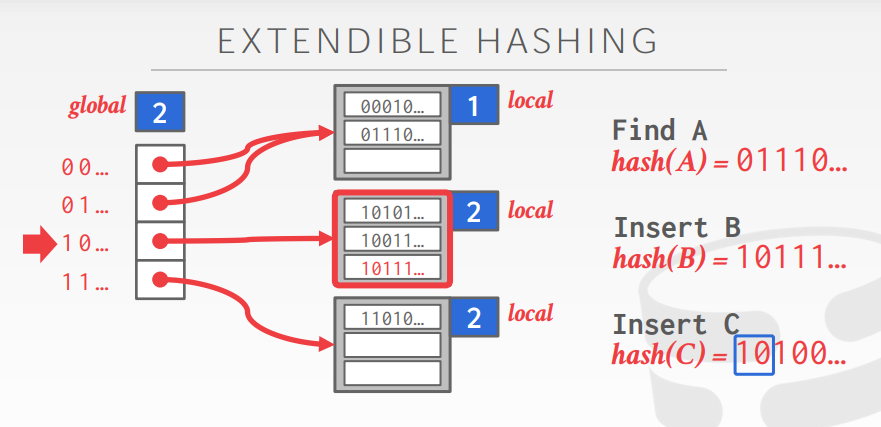 EXTENDIBLE HASHING
global 2
00…
01…
10…
11…
00010…
01110…
1 local
10101…
10011…
10111…
2 local
11010…
2 local
Find A
hash(A) = 01110…
Insert B
hash(B) = 10111…
Insert C
hash(C) = 10100…